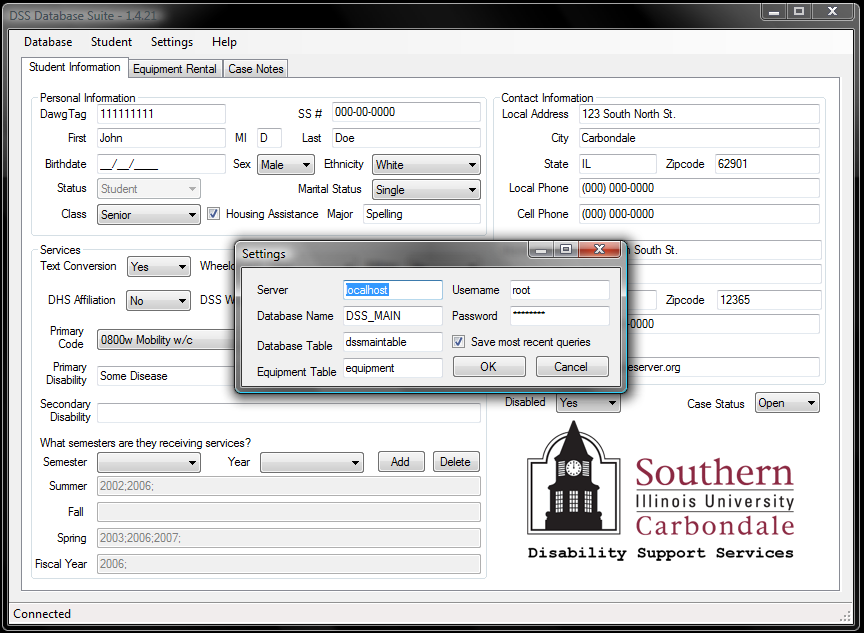 DSS Database Suite - 1.4.21
Database Student Settings Help
Student Information Equipment Rental Case Notes
Personal Information
DawgTag 111111111 SS # 000-00-0000
First John MI D Last Doe
Birthdate __/__/____ Sex Male Ethnicity White
Status Student Marital Status Single
Class Senior Housing Assistance Major Spelling
Contact Information
Local Address 123 South North St.
City Carbondale
State IL Zipcode 62901
Local Phone (000) 000-0000
Cell Phone (000) 000-0000
South St.
Zipcode 12365
0000
eserver.org
Services
Text Conversion Yes Wheelc
DHS Affiliation No DSS W
Primary
Code 0800w Mobility w/c
Primary
Disability Some Disease
Secondary
Disability
Disabled Yes Case Status Open
Settings
Server localhost Username root
Database Name DSS_MAIN Password ********
Database Table dssmaintable Save most recent queries
Equipment Table equipment OK Cancel
What semesters are they receiving services?
Semester Year Add Delete
Summer 2002;2006;
Fall
Spring 2003;2006;2007;
Fiscal Year 2006;
Southern
Illinois University
Carbondale
Disability Support Services
Connected